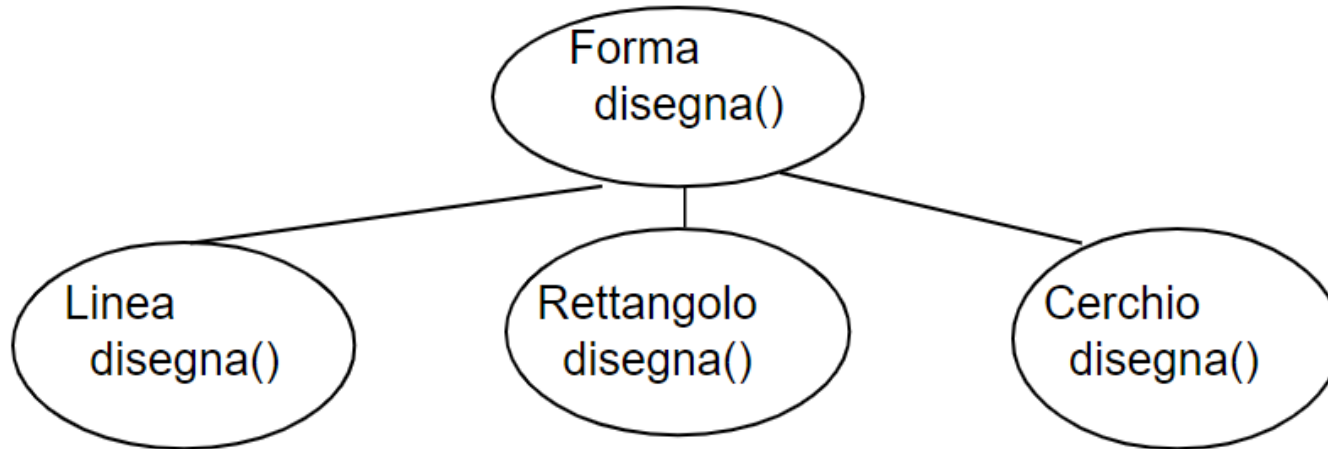 Forma
disegna()
Linea
disegna()
Rettangolo
disegna()
Cerchio
disegna()